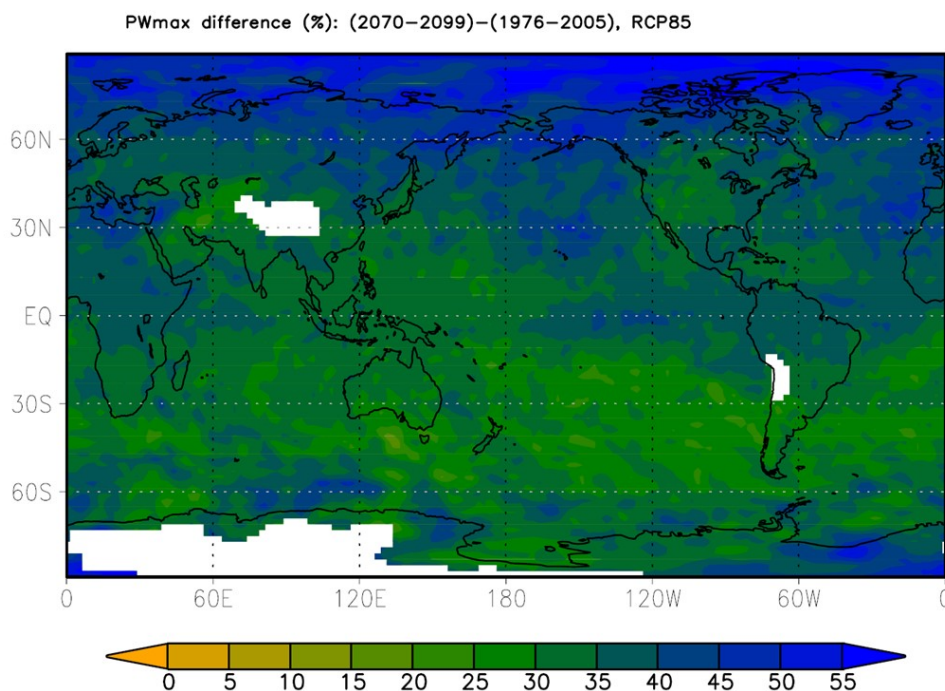 PWmax difference (%): (2070−2099)−(1976−2005), RCP85
60N
30N
EQ
30S
60S
0 60E 120E 180 120W 60W 0
0 5 10 15 20 25 30 35 40 45 50 55